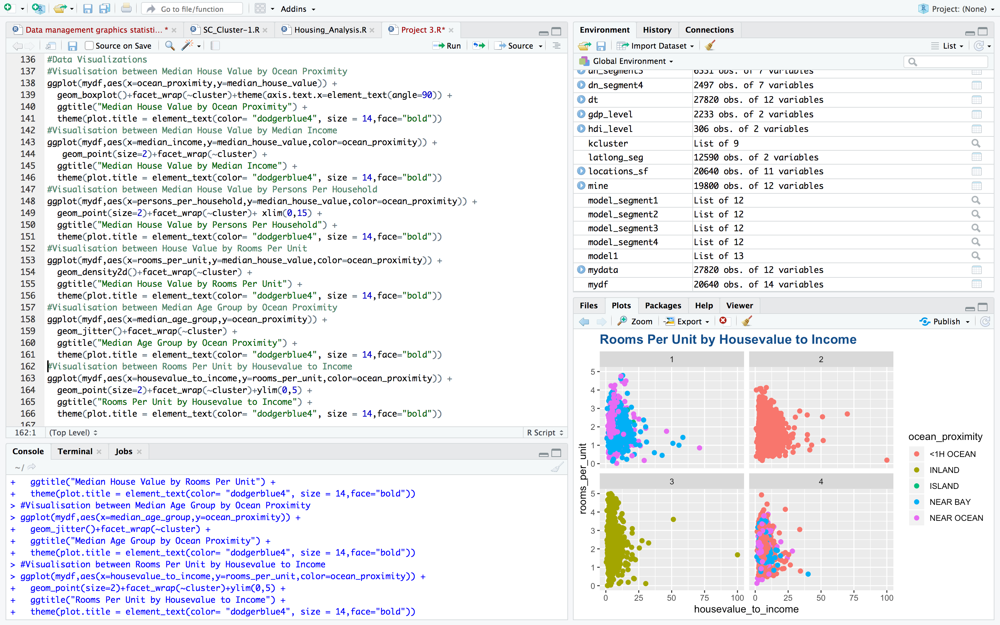 Go to file/function
Addins
Project: (None)
Data management graphics statisti... *
SC_Cluster-1.R
Housing_Analysis.R
Project 3.R*
Source on Save
Run
Source
136 #Data Visualizations
137 #Visualisation between Median House Value by Ocean Proximity
138 ggplot(mydf,aes(x=ocean_proximity,y=median_house_value)) +
139   geom_boxplot()+facet_wrap(~cluster)+theme(axis.text.x=element_text(angle=90)) +
140   ggtitle("Median House Value by Ocean Proximity") +
141   theme(plot.title = element_text(color= "dodgerblue4", size = 14,face="bold"))
142 #Visualisation between Median House Value by Median Income
143 ggplot(mydf,aes(x=median_income,y=median_house_value,color=ocean_proximity)) +
144    geom_point(size=2)+facet_wrap(~cluster) +
145   ggtitle("Median House Value by Median Income") +
146   theme(plot.title = element_text(color= "dodgerblue4", size = 14,face="bold"))
147 #Visualisation between Median House Value by Persons Per Household
148 ggplot(mydf,aes(x=persons_per_household,y=median_house_value,color=ocean_proximity)) +
149   geom_point(size=2)+facet_wrap(~cluster)+ xlim(0,15) +
150   ggtitle("Median House Value by Persons Per Household") +
151   theme(plot.title = element_text(color= "dodgerblue4", size = 14,face="bold"))
152 #Visualisation between House Value by Rooms Per Unit
153 ggplot(mydf,aes(x=rooms_per_unit,y=median_house_value,color=ocean_proximity)) +
154   geom_density2d()+facet_wrap(~cluster) +
155   ggtitle("Median House Value by Rooms Per Unit") +
156   theme(plot.title = element_text(color= "dodgerblue4", size = 14,face="bold"))
157 #Visualisation between Median Age Group by Ocean Proximity
158 ggplot(mydf,aes(x=median_age_group,y=ocean_proximity)) +
159   geom_jitter()+facet_wrap(~cluster) +
160   ggtitle("Median Age Group by Ocean Proximity") +
161   theme(plot.title = element_text(color= "dodgerblue4", size = 14,face="bold"))
162 #Visualisation between Rooms Per Unit by Housevalue to Income
163 ggplot(mydf,aes(x=housevalue_to_income,y=rooms_per_unit,color=ocean_proximity)) +
164   geom_point(size=2)+facet_wrap(~cluster)+ylim(0,5) +
165   ggtitle("Rooms Per Unit by Housevalue to Income") +
166   theme(plot.title = element_text(color= "dodgerblue4", size = 14,face="bold"))
167
162:1 (Top Level)
R Script
Console
Terminal
Jobs
~/
+   ggtitle("Median House Value by Rooms Per Unit") +
+   theme(plot.title = element_text(color= "dodgerblue4", size = 14,face="bold"))
> #Visualisation between Median Age Group by Ocean Proximity
> ggplot(mydf,aes(x=median_age_group,y=ocean_proximity)) +
+   geom_jitter()+facet_wrap(~cluster) +
+   ggtitle("Median Age Group by Ocean Proximity") +
+   theme(plot.title = element_text(color= "dodgerblue4", size = 14,face="bold"))
> #Visualisation between Rooms Per Unit by Housevalue to Income
> ggplot(mydf,aes(x=housevalue_to_income,y=rooms_per_unit,color=ocean_proximity)) +
+   geom_point(size=2)+facet_wrap(~cluster)+ylim(0,5) +
+   ggtitle("Rooms Per Unit by Housevalue to Income") +
+   theme(plot.title = element_text(color= "dodgerblue4", size = 14,face="bold"))
Environment
History
Connections
Import Dataset
List
Global Environment
dn_segment3 6551 obs. of 7 variables
dn_segment4 2497 obs. of 7 variables
dt 27820 obs. of 12 variables
gdp_level 2233 obs. of 2 variables
hdi_level 306 obs. of 2 variables
kcluster List of 9
latlong_seg 12590 obs. of 2 variables
locations_sf 20640 obs. of 11 variables
mine 19800 obs. of 12 variables
model_segment1 List of 12
model_segment2 List of 12
model_segment3 List of 12
model_segment4 List of 12
model1 List of 13
mydata 27820 obs. of 12 variables
mydf 20640 obs. of 14 variables
Files
Plots
Packages
Help
Viewer
Zoom
Export
Publish
Rooms Per Unit by Housevalue to Income
1
2
5
4
3
2
1
0
3
4
5
4
3
2
1
0
0 25 50 75 100
0 25 50 75 100
rooms_per_unit
housevalue_to_income
ocean_proximity
<1H OCEAN
INLAND
ISLAND
NEAR BAY
NEAR OCEAN